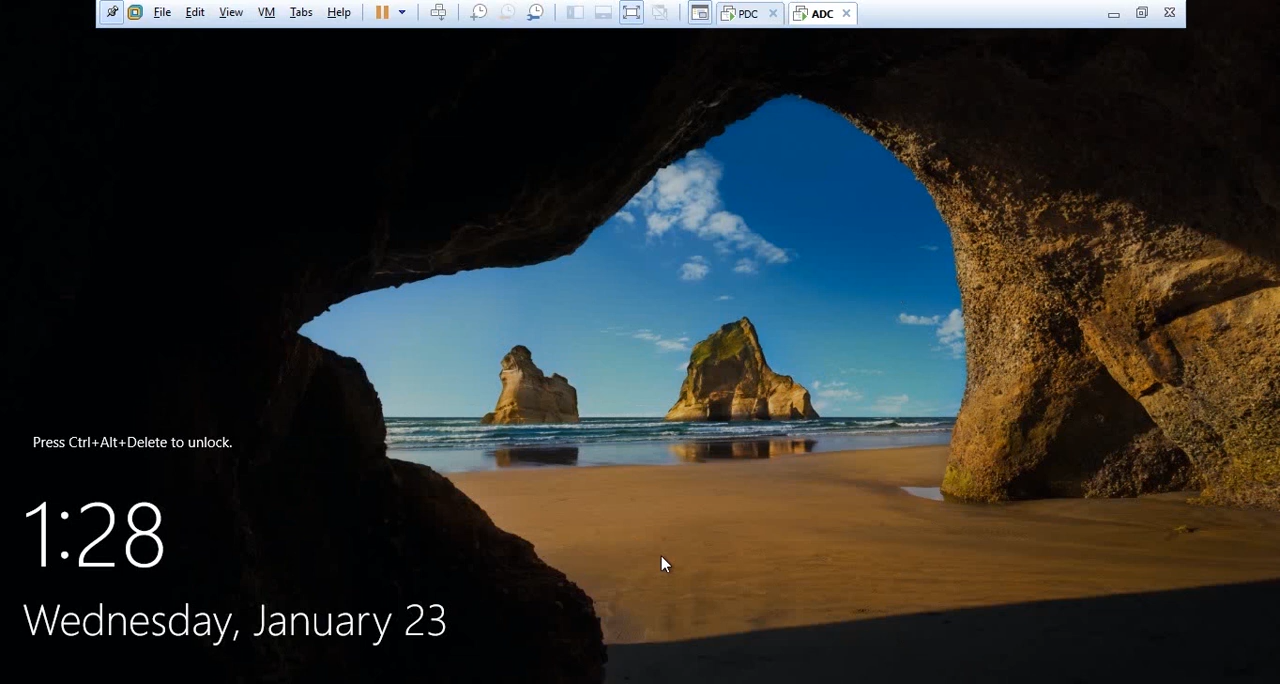 File Edit View VM Tabs Help PDC ADC
Press Ctrl+Alt+Delete to unlock.
1:28
Wednesday, January 23